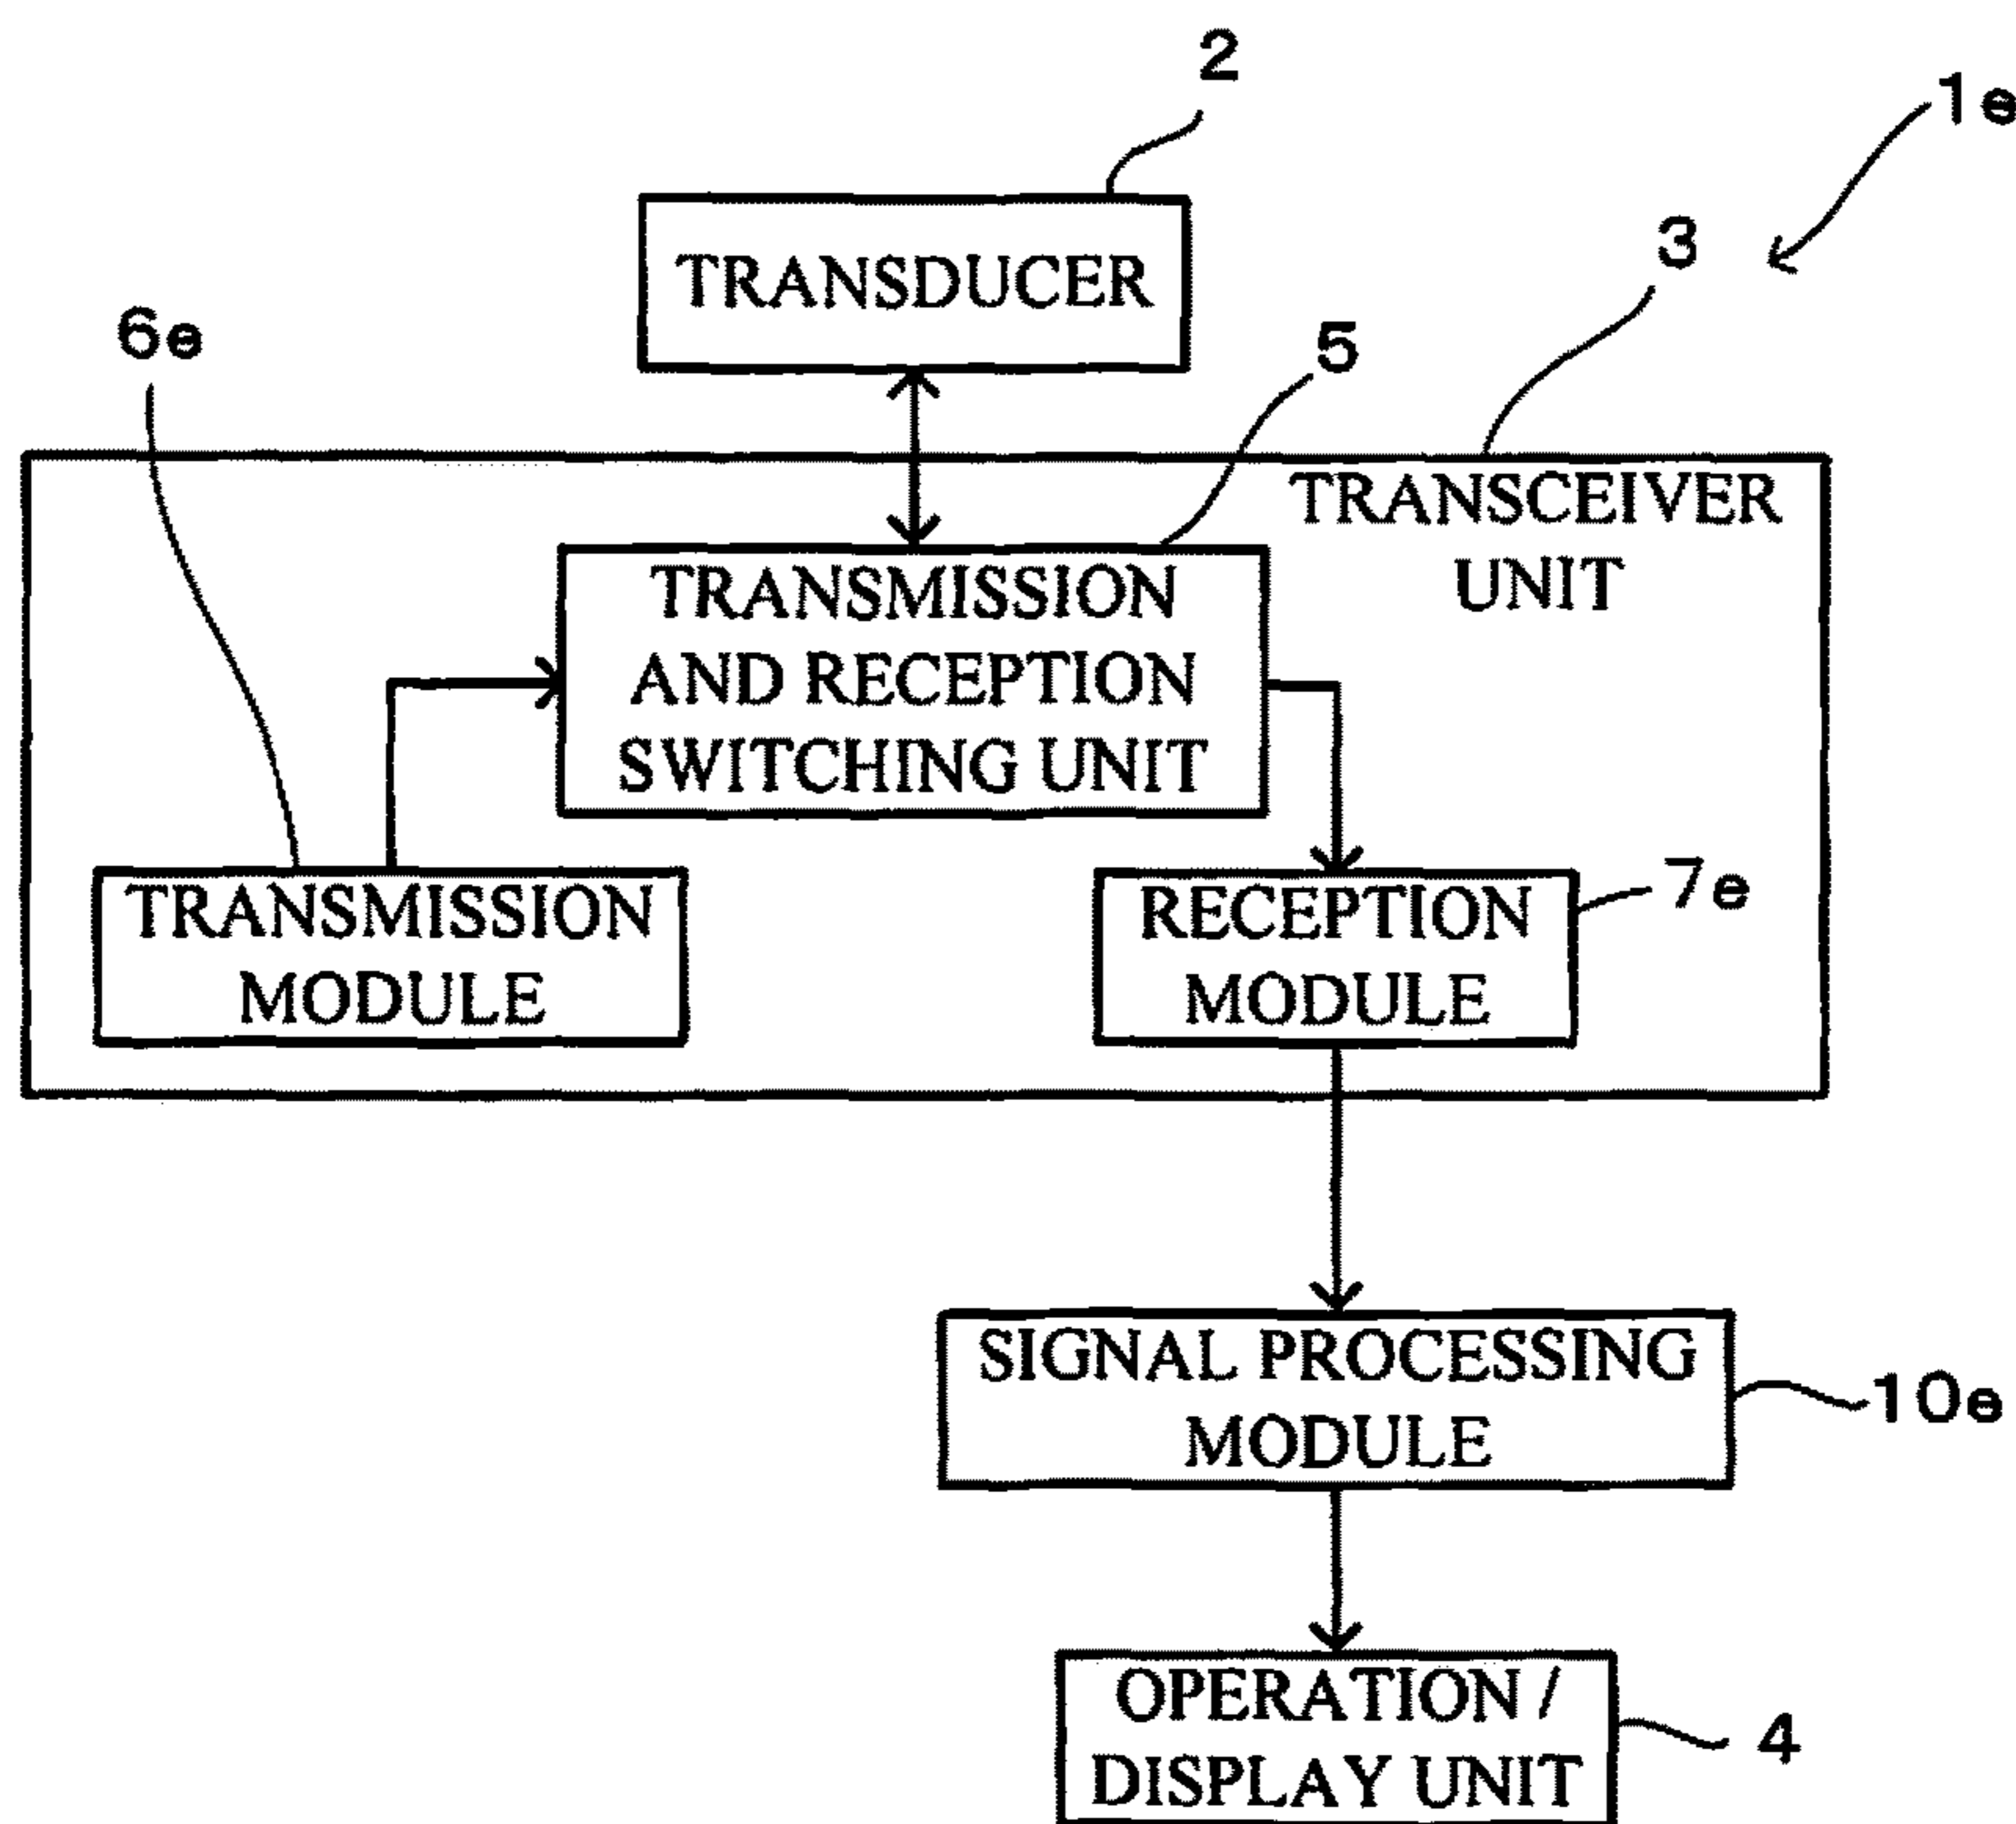 2
1e
TRANSDUCER
3
6e
5
TRANSCEIVER
UNIT
TRANSMISSION
AND RECEPTION
SWITCHING UNIT
TRANSMISSION
MODULE
RECEPTION
MODULE
7e
SIGNAL PROCESSING
MODULE
10e
OPERATION /
DISPLAY UNIT
4